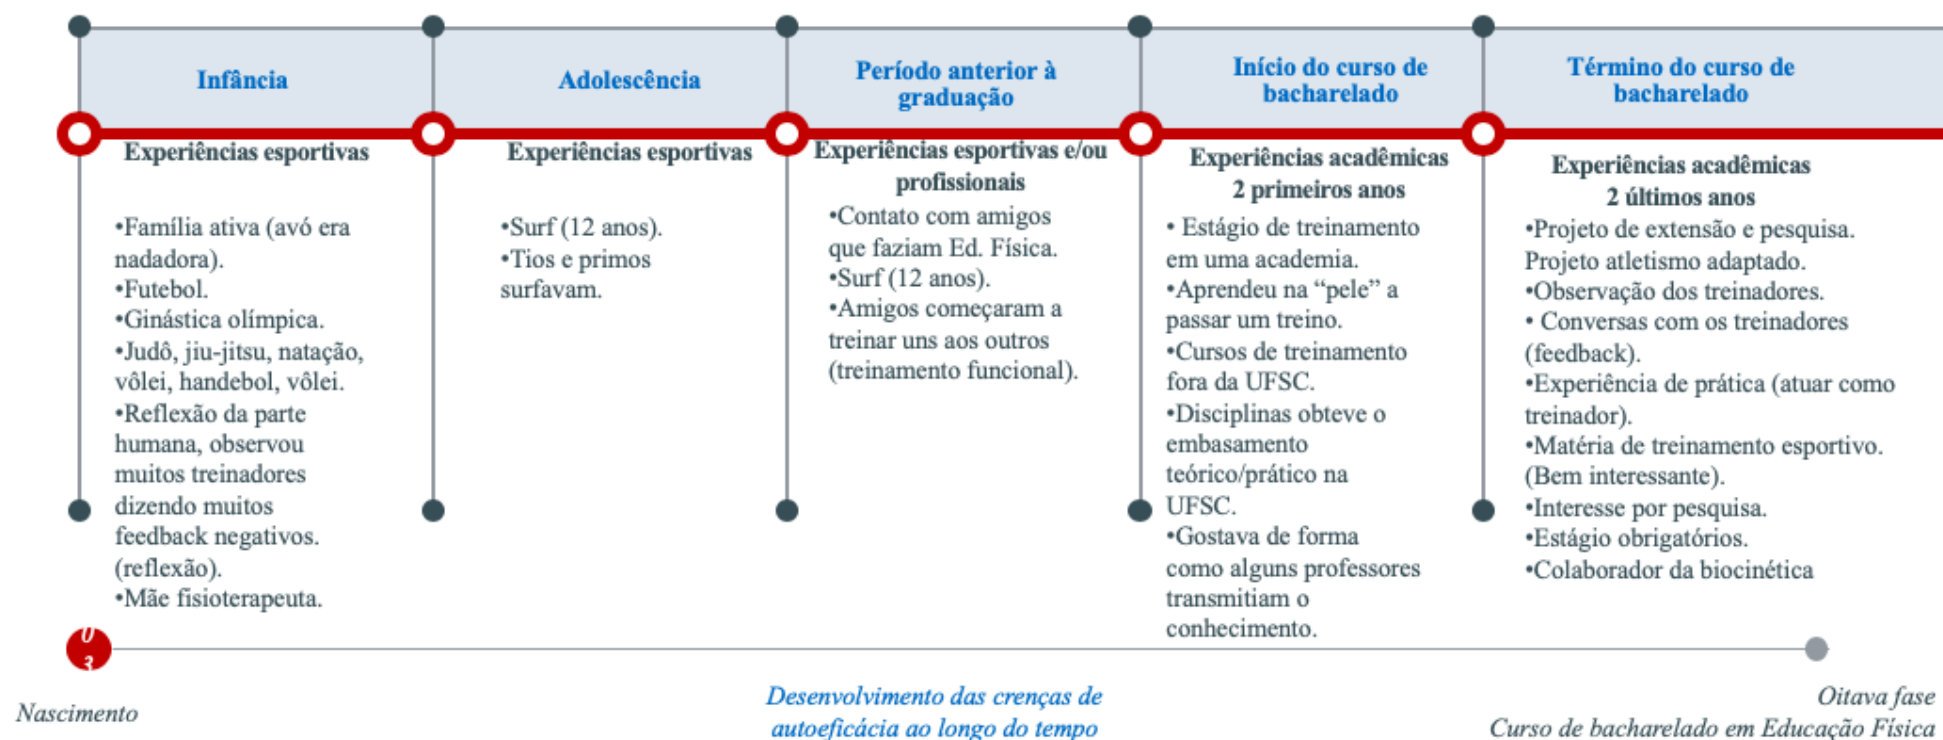 Infância
Experiências esportivas
•Família ativa (avó era
nadadora).
•Futebol.
•Ginástica olímpica.
•Judô, jiu-jitsu, natação,
vôlei, handebol, vôlei.
•Reflexão da parte
humana, observou
muitos treinadores
dizendo muitos
feedback negativos.
(reflexão).
•Mãe fisioterapeuta.
Adolescência
Experiências esportivas
•Surf (12 anos).
•Tios e primos
surfavam.
Período anterior à
graduação
Experiências esportivas e/ou
profissionais
•Contato com amigos
que faziam Ed. Física.
•Surf (12 anos).
•Amigos começaram a
treinar uns aos outros
(treinamento funcional).
Início do curso de
bacharelado
Experiências acadêmicas
2 primeiros anos
• Estágio de treinamento
em uma academia.
•Aprendeu na “pele” a
passar um treino.
•Cursos de treinamento
fora da UFSC.
•Disciplinas obteve o
embasamento
teórico/prático na
UFSC.
•Gostava de forma
como alguns professores
transmitiam o
conhecimento.
Término do curso de
bacharelado
Experiências acadêmicas
2 últimos anos
•Projeto de extensão e pesquisa.
Projeto atletismo adaptado.
•Observação dos treinadores.
• Conversas com os treinadores
(feedback).
•Experiência de prática (atuar como
treinador).
•Matéria de treinamento esportivo.
(Bem interessante).
•Interesse por pesquisa.
•Estágio obrigatórios.
•Colaborador da biocinética
0
3
Nascimento
Desenvolvimento das crenças de
autoeficácia ao longo do tempo
Oitava fase
Curso de bacharelado em Educação Física